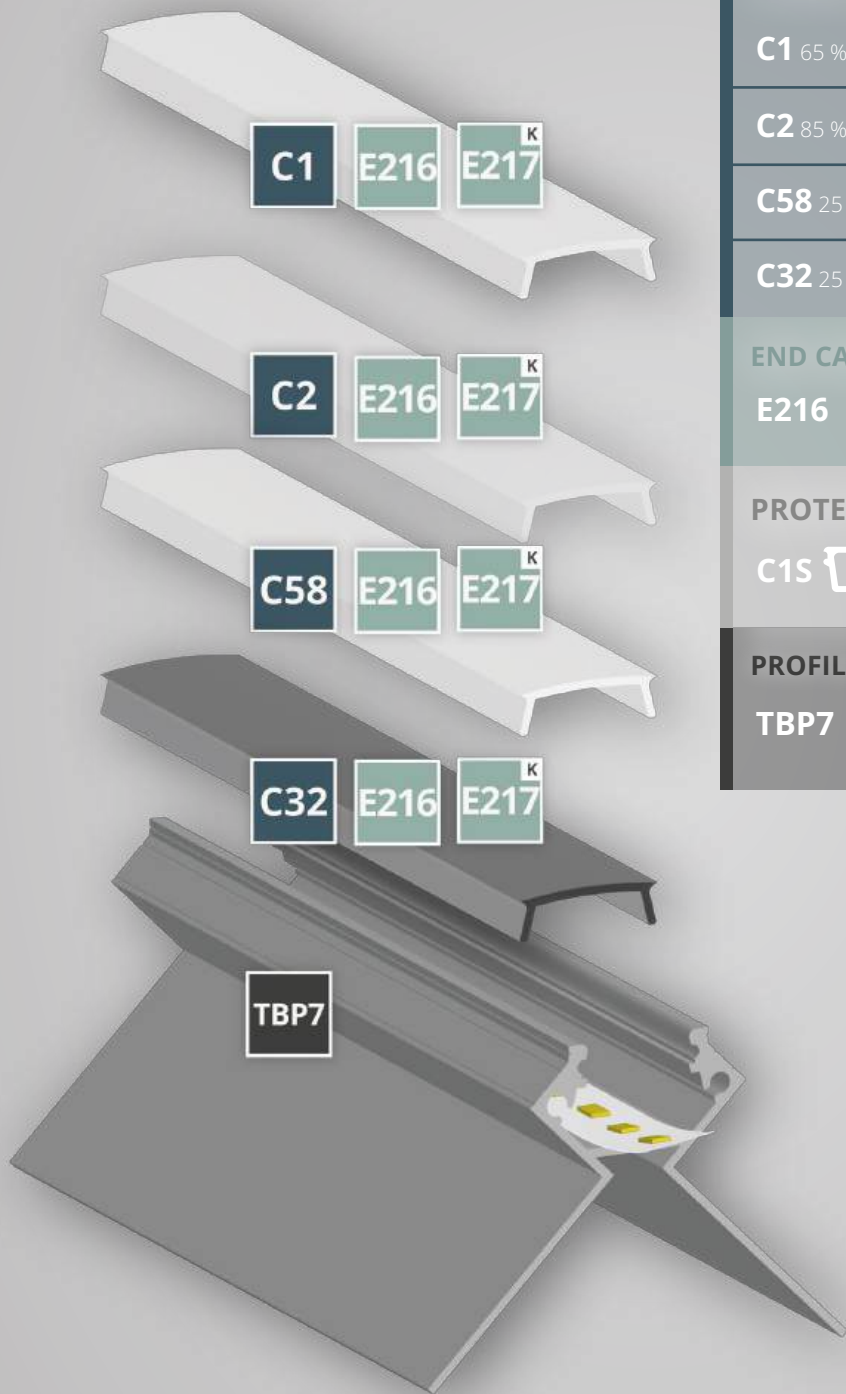 C1 E216 E217 K
C2 E216 E217 K
C58 E216 E217 K
C32 E216 E217 K
TBP7
C1 65 %
C2 85 %
C58 25
C32 25
END CA
E216
PROTE
C1S
PROFIL
TBP7